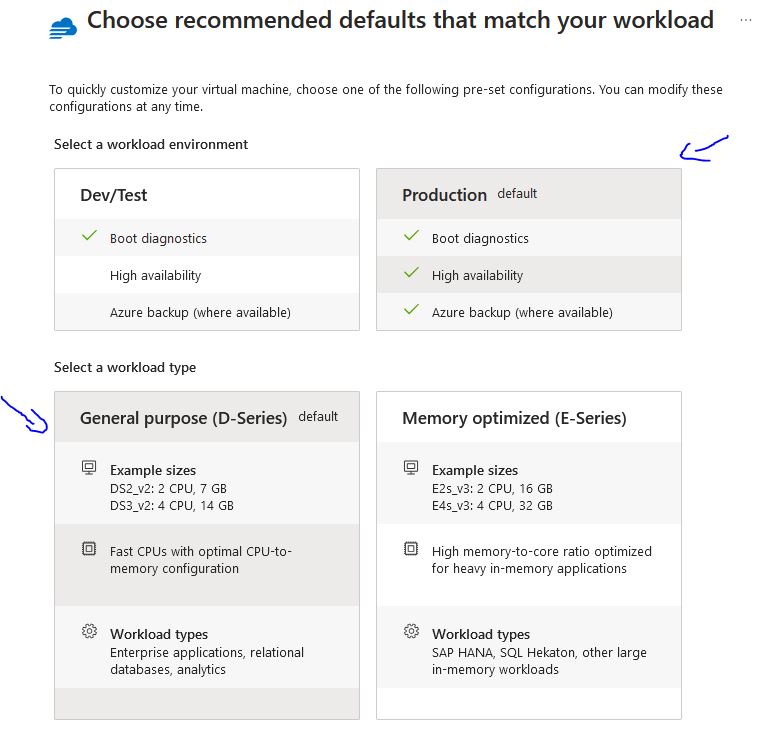 Choose recommended defaults that match your workload
To quickly customize your virtual machine, choose one of the following pre-set configurations. You can modify these
configurations at any time.
Select a workload environment
Dev/Test
Boot diagnostics
High availability
Azure backup (where available)
Production default
Boot diagnostics
High availability
Azure backup (where available)
Select a workload type
General purpose (D-Series) default
Example sizes
DS2_v2: 2 CPU, 7 GB
DS3_v2: 4 CPU, 14 GB
Fast CPUs with optimal CPU-to-
memory configuration
Workload types
Enterprise applications, relational
databases, analytics
Memory optimized (E-Series)
Example sizes
E2s_v3: 2 CPU, 16 GB
E4s_v3: 4 CPU, 32 GB
High memory-to-core ratio optimized
for heavy in-memory applications
Workload types
SAP HANA, SQL Hekaton, other large
in-memory workloads